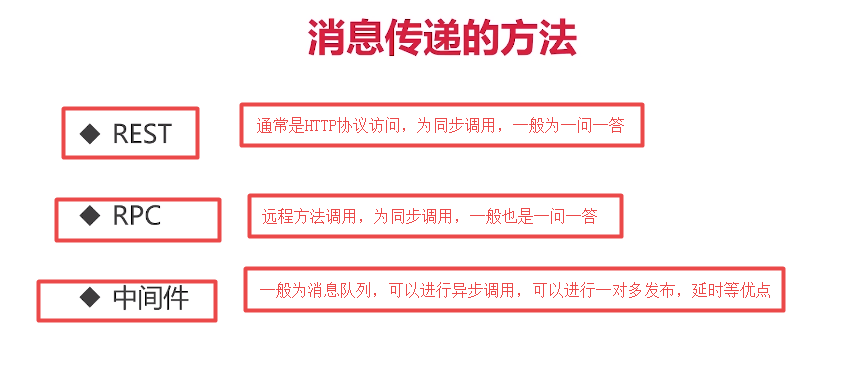 消息传递的方法
◆ REST
通常是HTTP协议访问，为同步调用，一般为一问一答
◆ RPC
远程方法调用，为同步调用，一般也是一问一答
◆ 中间件
一般为消息队列，可以进行异步调用，可以进行一对多发布，延时等优点